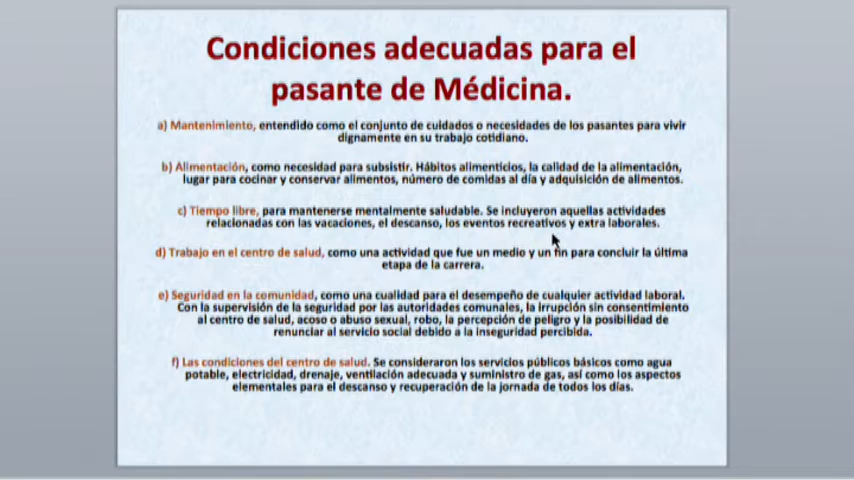 Condiciones adecuadas para el
pasante de Médicina.
a) Mantenimiento, entendido como el conjunto de cuidados o necesidades de los pasantes para vivir
dignamente en su trabajo cotidiano.
b) Alimentación, como necesidad para subsistir. Hábitos alimenticios, la calidad de la alimentación,
lugar para cocinar y conservar alimentos, número de comidas al día y adquisición de alimentos.
c) Tiempo libre, para mantenerse mentalmente saludable. Se incluyeron aquellas actividades
relacionadas con las vacaciones, el descanso, los eventos recreativos y extra laborales.
d) Trabajo en el centro de salud, como una actividad que fue un medio y un fin para concluir la última
etapa de la carrera.
e) Seguridad en la comunidad, como una cualidad para el desempeño de cualquier actividad laboral.
Con la supervisión de la seguridad por las autoridades comunales, la irrupción sin consentimiento
al centro de salud, acoso o abuso sexual, robo, la percepción de peligro y la posibilidad de
renunciar al servicio social debido a la inseguridad percibida.
f) Las condiciones del centro de salud. Se consideraron los servicios públicos básicos como agua
potable, electricidad, drenaje, ventilación adecuada y suministro de gas, así como los aspectos
elementales para el descanso y recuperación de la jornada de todos los días.